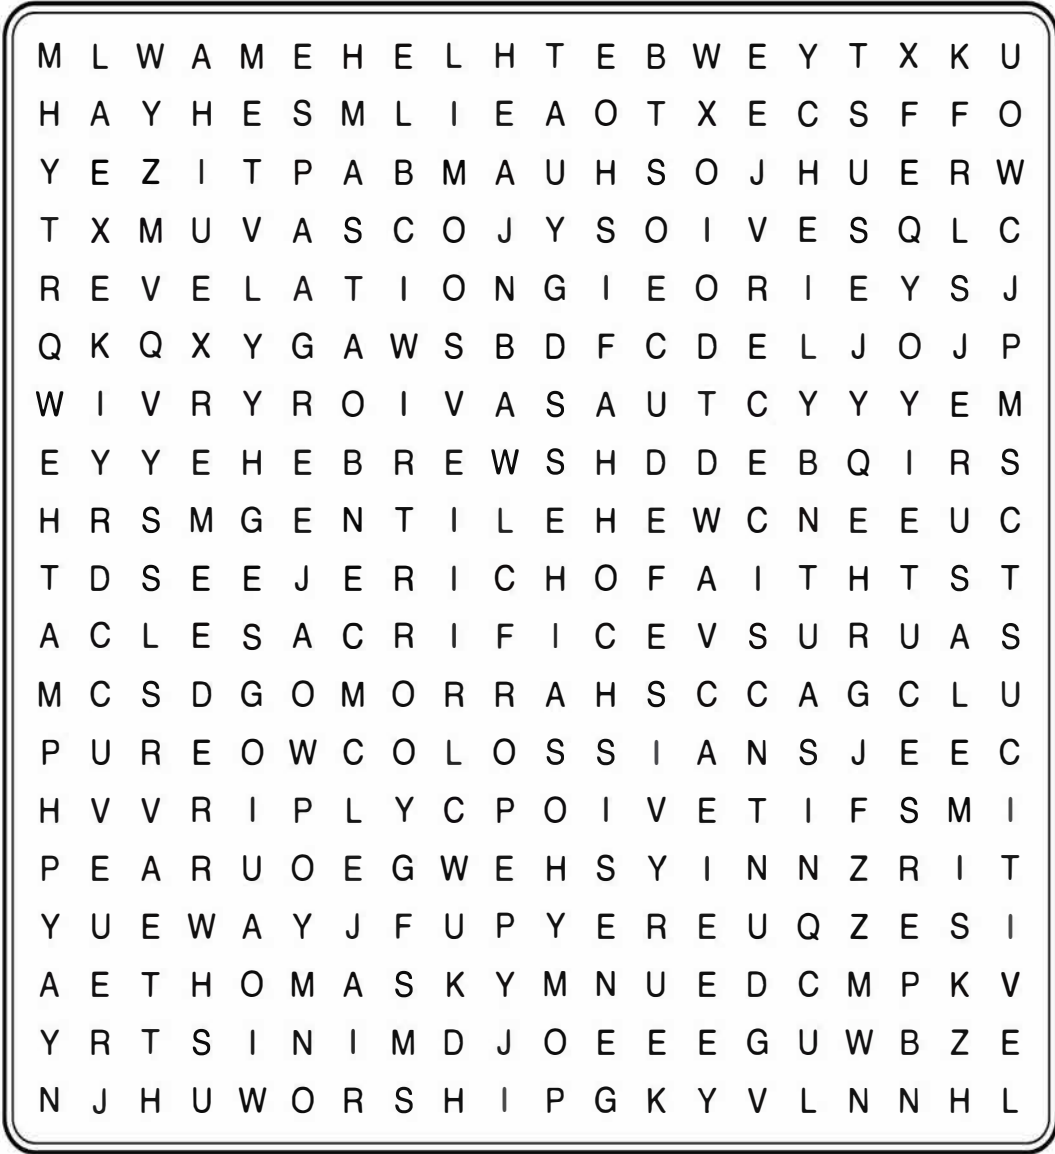 M L W A M E H E L H T E B W E Y T X K U
H A Y H E S M L I E A O T X E C S F F O
Y E Z I T P A B M A U H S O J H U E R W
T X M U V A S C O J Y S O I V E S Q L C
R E V E L A T I O N G I E O R I E Y S J
Q K Q X Y G A W S B D F C D E L J O J P
W I V R Y R O I V A S A U T C Y Y Y E M
E Y Y E H E B R E W S H D D E B Q I R S
H R S M G E N T I L E H E W C N E E U C
T D S E E J E R I C H O F A I T H T S T
A C L E S A C R I F I C E V S U R U A S
M C S D G O M O R R A H S C C A G C L U
P U R E O W C O L O S S I A N S J E E C
H V V R I P L Y C P O I V E T I F S M I
P E A R U O E G W E H S Y I N N Z R I T
Y U E W A Y J F U P Y E R E U Q Z E S I
A E T H O M A S K Y M N U E D C M P K V
Y R T S I N I M D J O E E E G U W B Z E
N J H U W O R S H I P G K Y V L N N H L